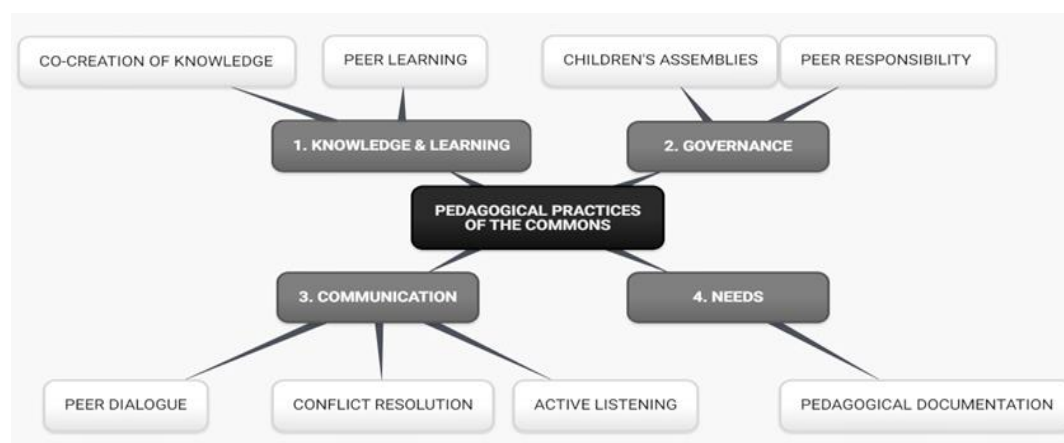 CO-CREATION OF KNOWLEDGE
PEER LEARNING
CHILDREN'S ASSEMBLIES
PEER RESPONSIBILITY
1. KNOWLEDGE & LEARNING
2. GOVERNANCE
PEDAGOGICAL PRACTICES
OF THE COMMONS
3. COMMUNICATION
4. NEEDS
PEER DIALOGUE
CONFLICT RESOLUTION
ACTIVE LISTENING
PEDAGOGICAL DOCUMENTATION